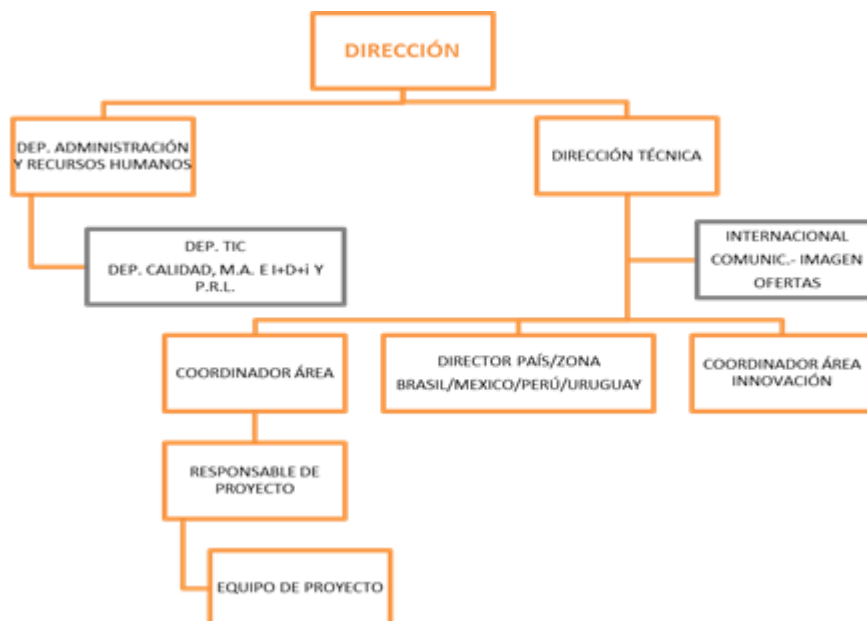 DIRECCIÓN
DEP. ADMINISTRACIÓN
Y RECURSOS HUMANOS
DIRECCIÓN TÉCNICA
DEP. TIC
DEP. CALIDAD, M.A. E I+D+i Y
P.R.L.
INTERNACIONAL
COMUNIC.- IMAGEN
OFERTAS
COORDINADOR ÁREA
DIRECTOR PAÍS/ZONA
BRASIL/MEXICO/PERÚ/URUGUAY
COORDINADOR ÁREA
INNOVACIÓN
RESPONSABLE DE
PROYECTO
EQUIPO DE PROYECTO